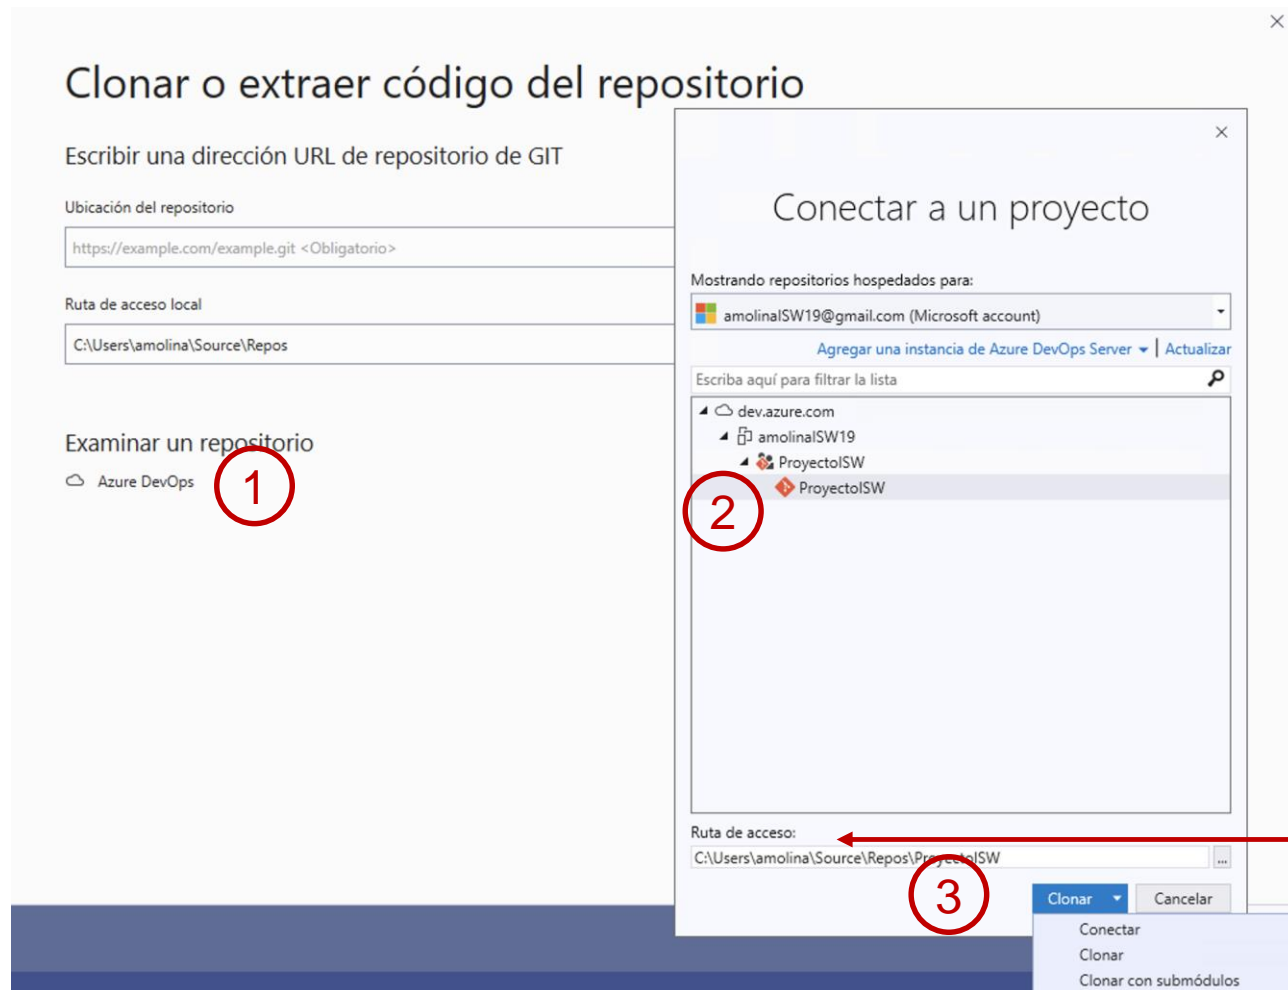 Clonar o extraer código del repositorio
Escribir una dirección URL de repositorio de GIT
Ubicación del repositorio
https://example.com/example.git <Obligatorio>
Ruta de acceso local
C:\Users\amolina\Source\Repos
Examinar un repositorio
Azure DevOps
1
Conectar a un proyecto
Mostrando repositorios hospedados para:
amolinaISW19@gmail.com (Microsoft account)
Agregar una instancia de Azure DevOps Server | Actualizar
Escriba aquí para filtrar la lista
dev.azure.com
amolinaISW19
ProyectoISW
ProyectoISW
2
Ruta de acceso:
C:\Users\amolina\Source\Repos\ProyectoISW
...
3
Clonar
Cancelar
Conectar
Clonar
Clonar con submódulos